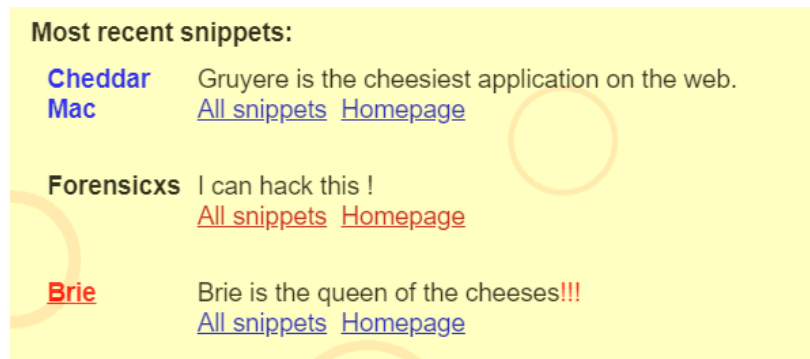 Most recent snippets:
Cheddar Mac Gruyere is the cheesiest application on the web.
All snippets Homepage
Forensicxs I can hack this !
All snippets Homepage
Brie Brie is the queen of the cheeses!!!
All snippets Homepage